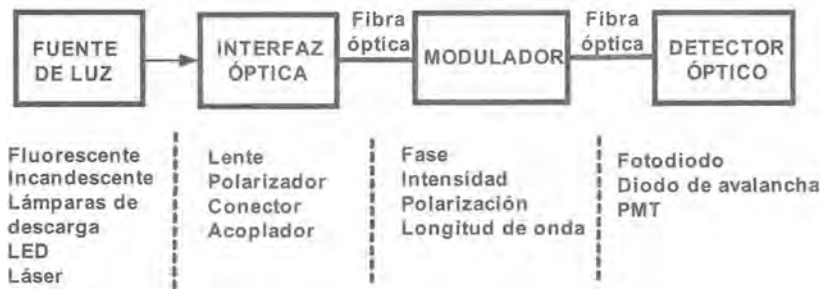 FUENTE
DE LUZ
INTERFAZ
ÓPTICA
Fibra
óptica
MODULADOR
Fibra
óptica
DETECTOR
ÓPTICO
Fluorescente
Incandescente
Lámparas de
descarga
LED
Láser
Lente
Polarizador
Conector
Acoplador
Fase
Intensidad
Polarización
Longitud de onda
Fotodiodo
Diodo de avalancha
PMT